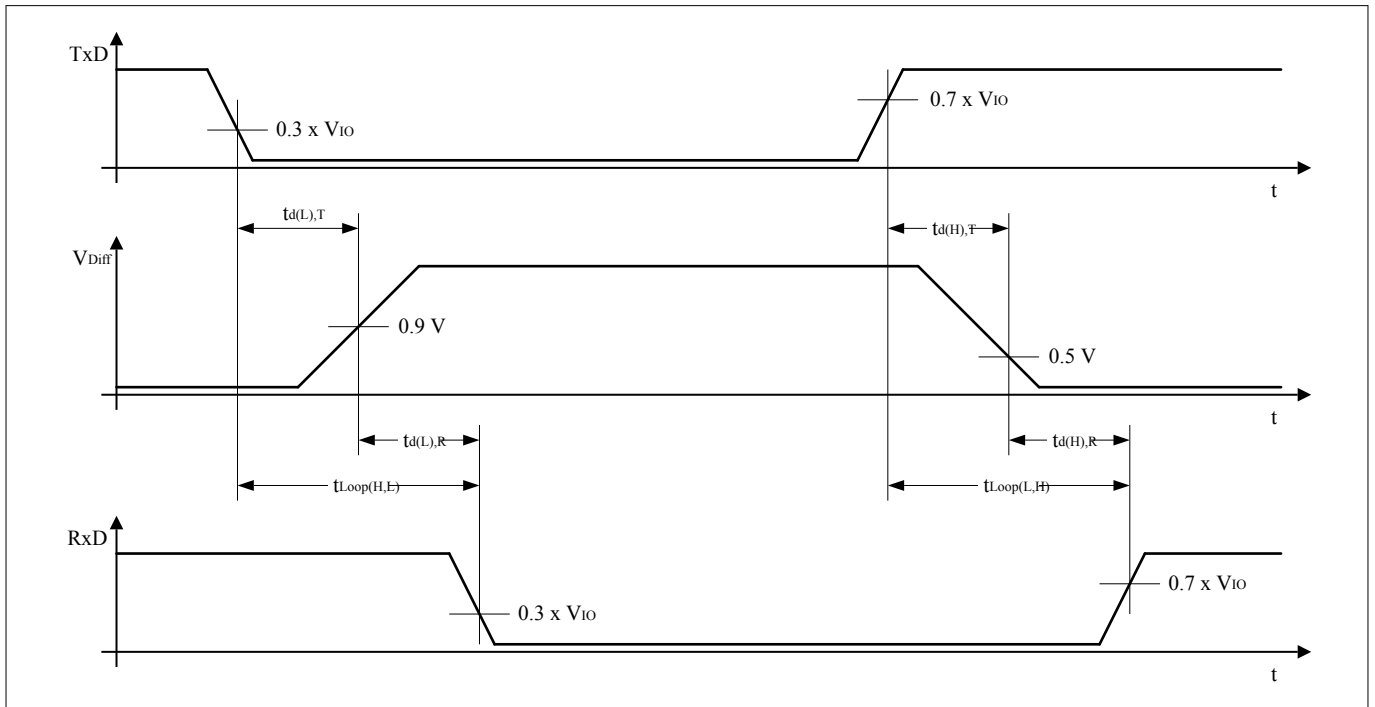 TxD
0.3 x VIO
0.7 x VIO
t
td(L),T
td(H),T
VDiff
0.9 V
0.5 V
t
td(L),R
td(H),R
tLoop(H,L)
tLoop(L,H)
RxD
0.3 x VIO
0.7 x VIO
t